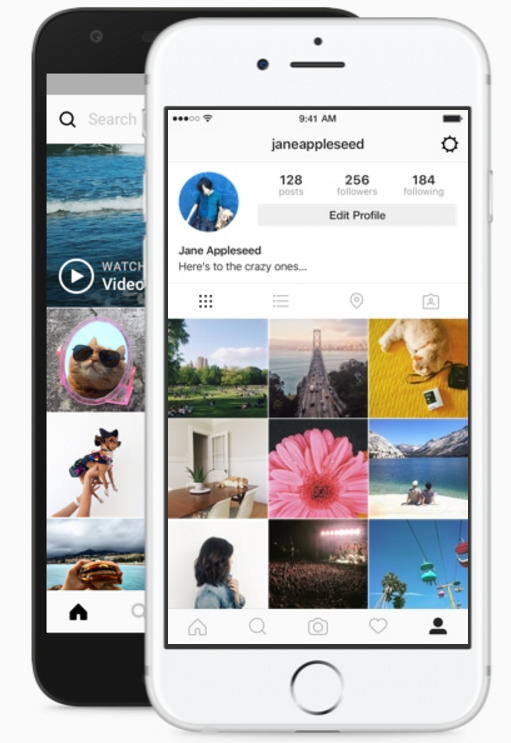 Search
WATCH
Video
9:41 AM
janeappleseed
128
256
184
posts
followers
following
Edit Profile
Jane Appleseed
Here's to the crazy ones...